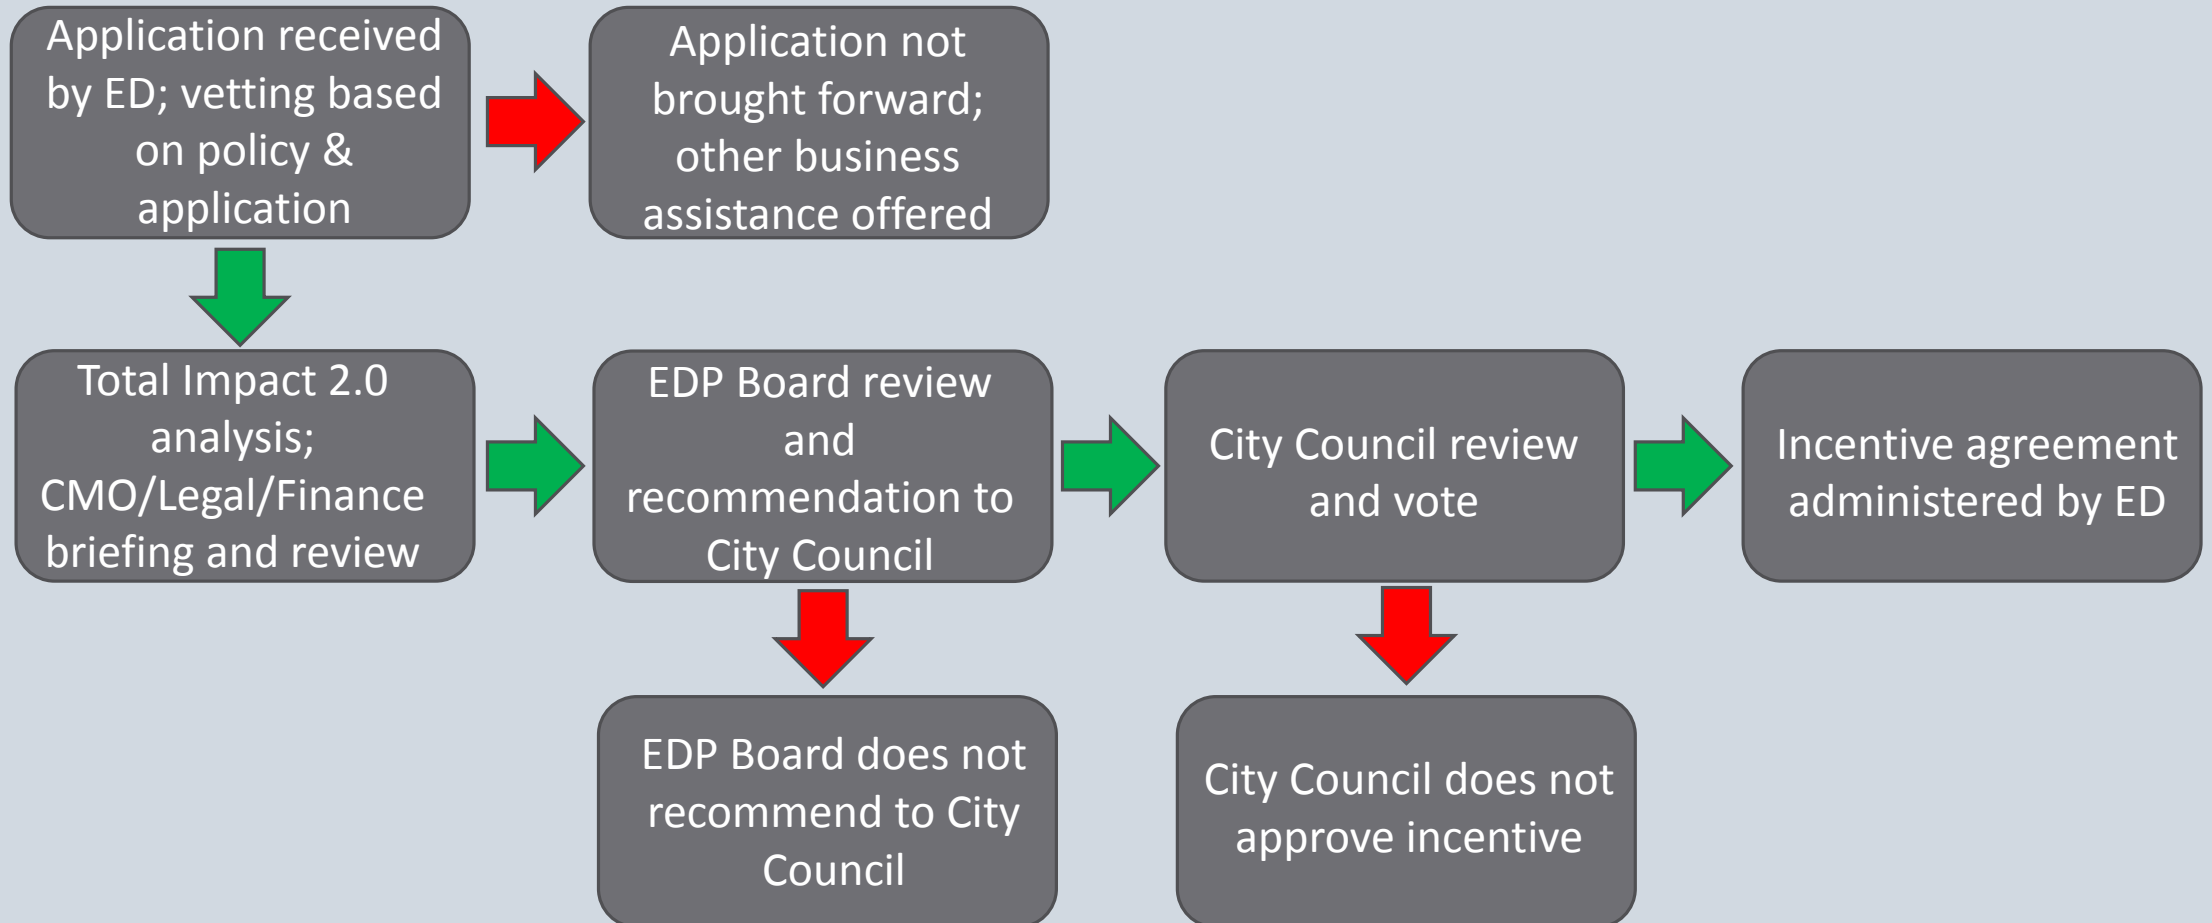 Application received
by ED; vetting based
on policy &
application
Application not
brought forward;
other business
assistance offered
Total Impact 2.0
analysis;
CMO/Legal/Finance
briefing and review
EDP Board review
and
recommendation to
City Council
City Council review
and vote
Incentive agreement
administered by ED
EDP Board does not
recommend to City
Council
City Council does not
approve incentive